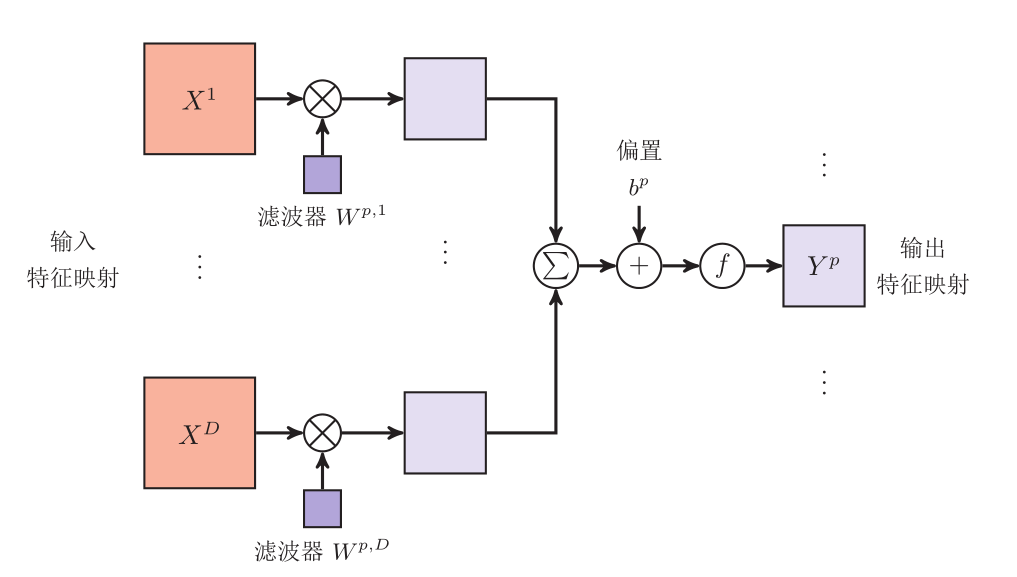 X^1
滤波器 W^{p,1}
输入
特征映射
⋮
⋮
X^D
滤波器 W^{p,D}
∑
偏置
b^p
+
f
⋮
Y^p
输出
特征映射
⋮